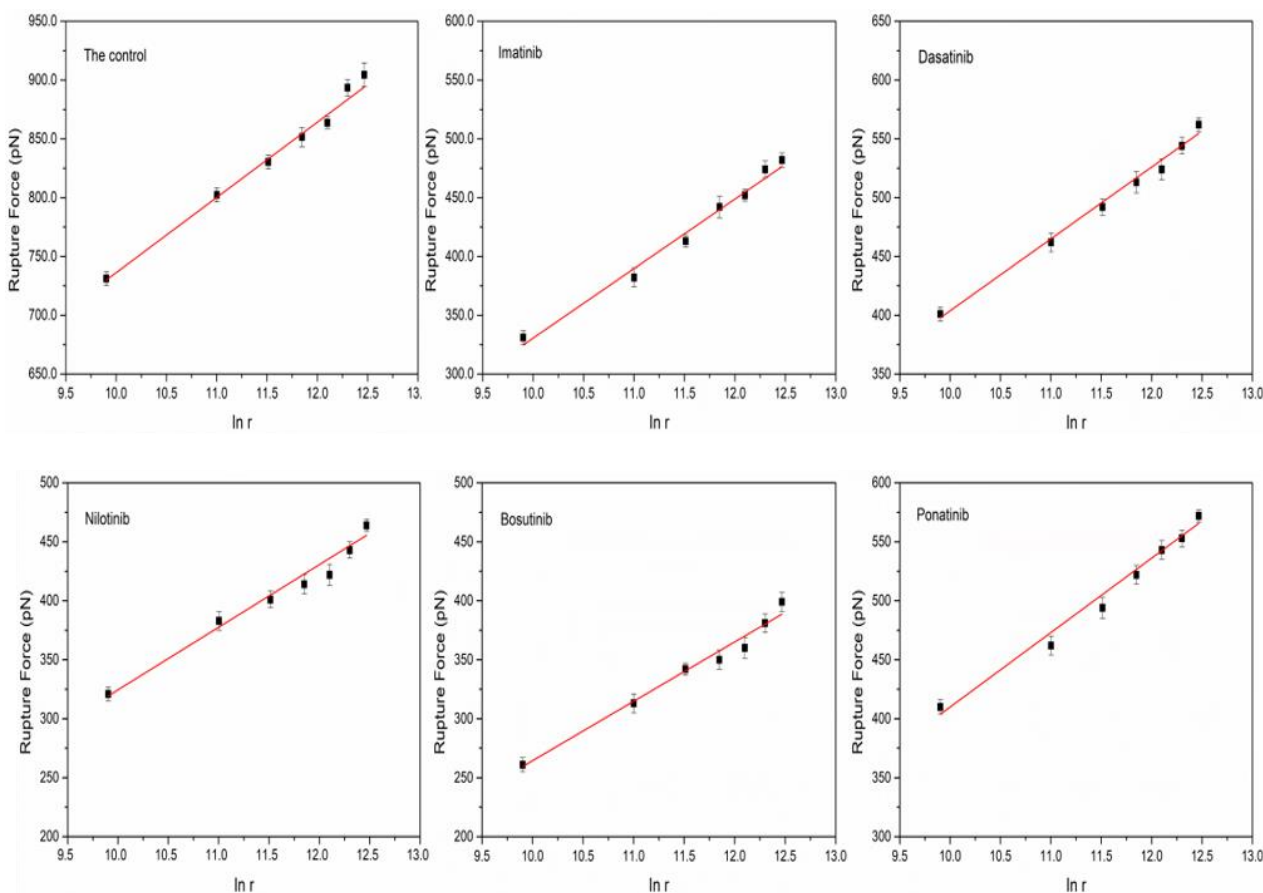 950.0
900.0
850.0
800.0
750.0
700.0
650.0
Rupture Force (pN)
The control
9.5 10.0 10.5 11.0 11.5 12.0 12.5 13.
ln r
600.0
550.0
500.0
450.0
400.0
350.0
300.0
Rupture Force (pN)
Imatinib
9.5 10.0 10.5 11.0 11.5 12.0 12.5 13.0
ln r
650
600
550
500
450
400
350
Rupture Force (pN)
Dasatinib
9.5 10.0 10.5 11.0 11.5 12.0 12.5 13.0
ln r
500
450
400
350
300
250
200
Rupture Force (pN)
Nilotinib
9.5 10.0 10.5 11.0 11.5 12.0 12.5 13.0
ln r
500
450
400
350
300
250
200
Rupture Force (pN)
Bosutinib
9.5 10.0 10.5 11.0 11.5 12.0 12.5 13.0
ln r
600
550
500
450
400
350
300
Rupture Force (pN)
Ponatinib
9.5 10.0 10.5 11.0 11.5 12.0 12.5 13.0
ln r